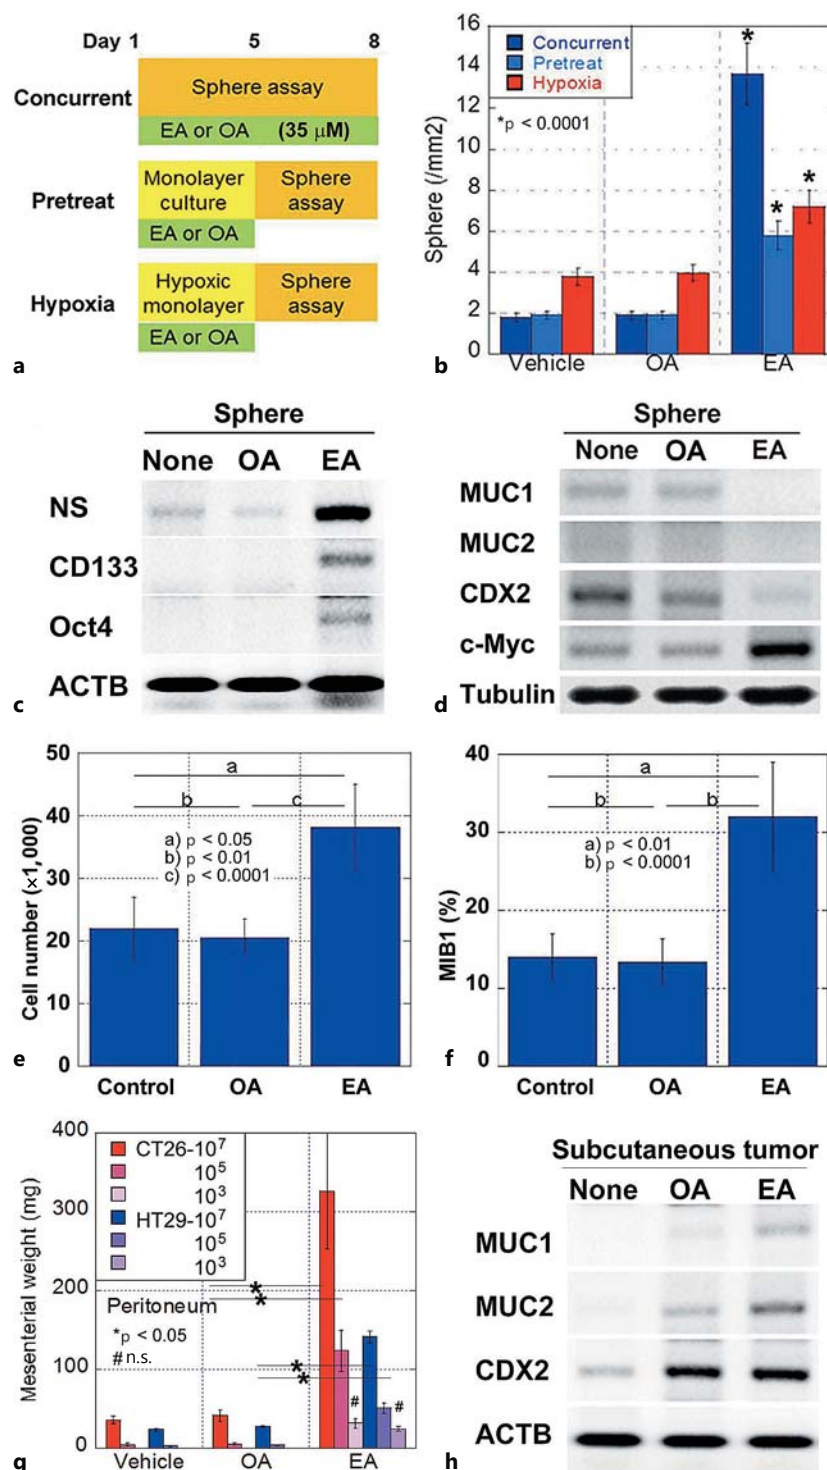 Day 1 5 8
Concurrent
Sphere assay
EA or OA (35 µM)
Pretreat
Monolayer
culture
Sphere
assay
EA or OA
Hypoxia
Hypoxic
monolayer
Sphere
assay
EA or OA
a
Sphere (/mm2)
16
14
12
10
8
6
4
2
0
Concurrent
Pretreat
Hypoxia
*p < 0.0001
*
*
*
Vehicle OA EA
b
Sphere
None OA EA
NS
CD133
Oct4
ACTB
c
Sphere
None OA EA
MUC1
MUC2
CDX2
c-Myc
Tubulin
d
Cell number (×1,000)
50
40
30
20
10
0
a
b c
a) p < 0.05
b) p < 0.01
c) p < 0.0001
Control OA EA
e
MIB1 (%)
40
30
20
10
0
a
b b
a) p < 0.01
b) p < 0.0001
Control OA EA
f
Mesenterial weight (mg)
400
300
200
100
0
CT26-10⁷
10⁵
10³
HT29-10⁷
10⁵
10³
Peritoneum
*p < 0.05
# n.s.
*
*
*
*
# #
Vehicle OA EA
g
Subcutaneous tumor
None OA EA
MUC1
MUC2
CDX2
ACTB
h